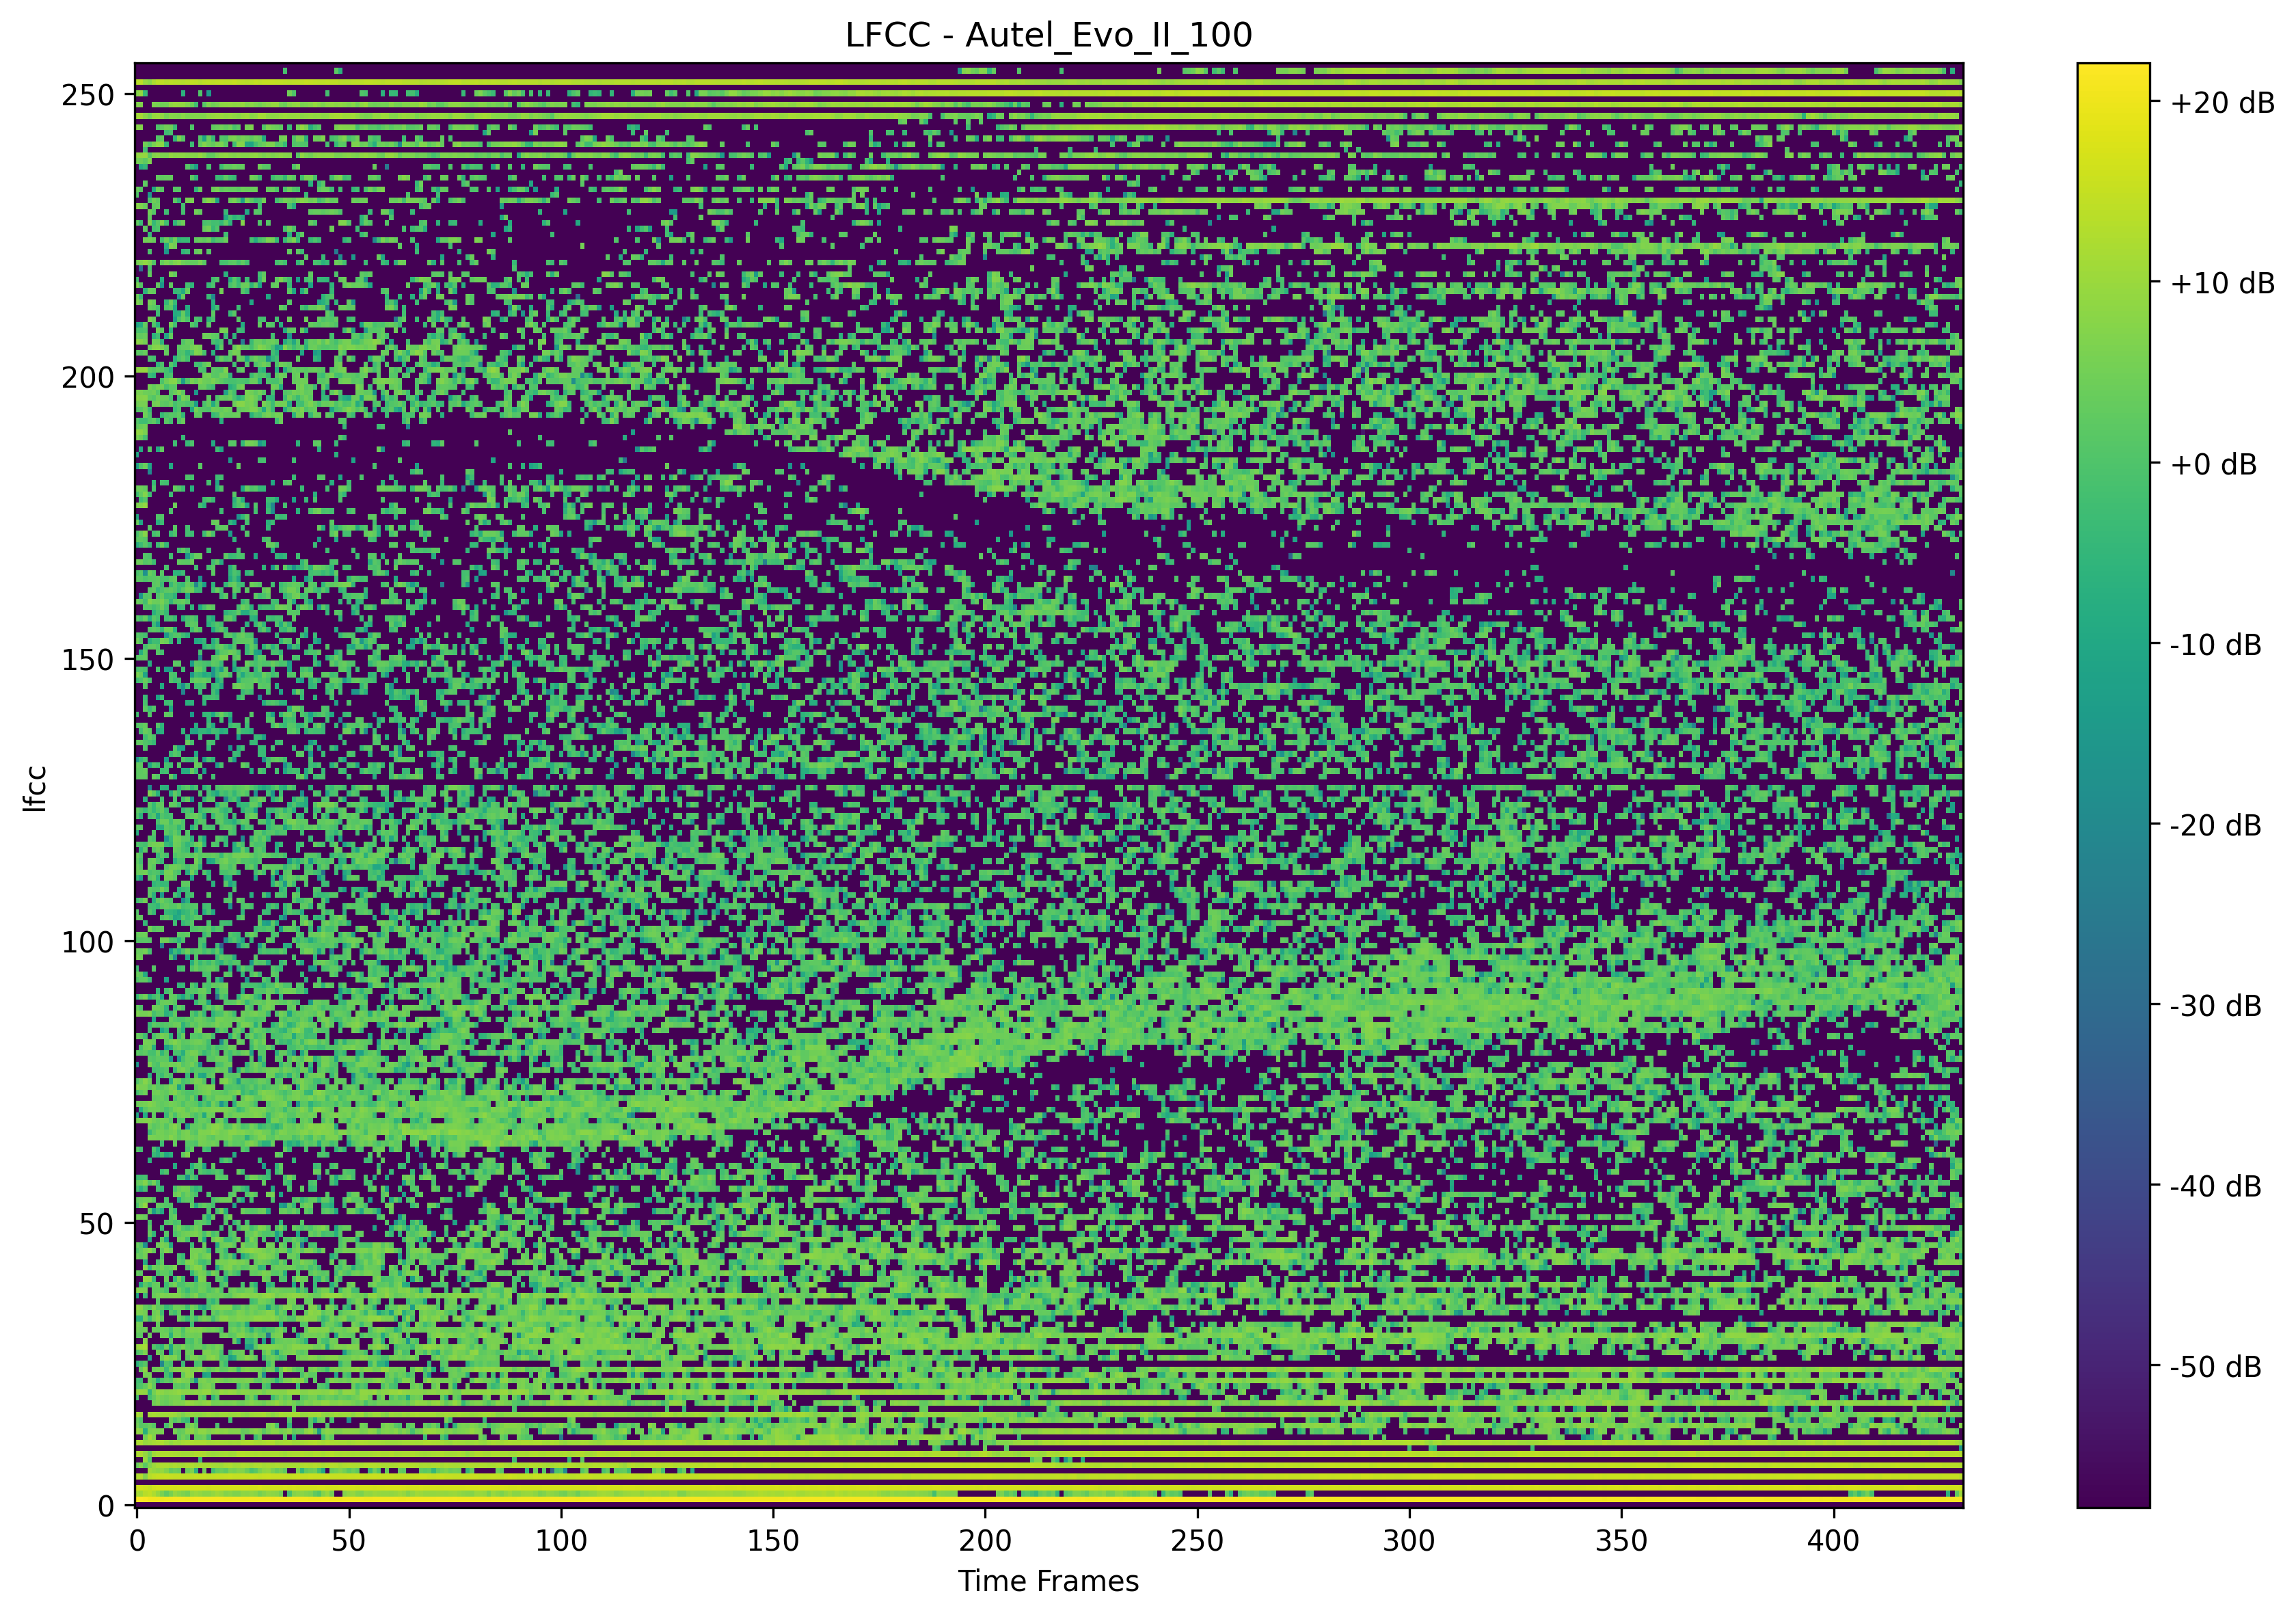 LFCC - Autel_Evo_II_100
250
200
150
100
50
0
lfcc
0 50 100 150 200 250 300 350 400
Time Frames
+20 dB
+10 dB
+0 dB
-10 dB
-20 dB
-30 dB
-40 dB
-50 dB